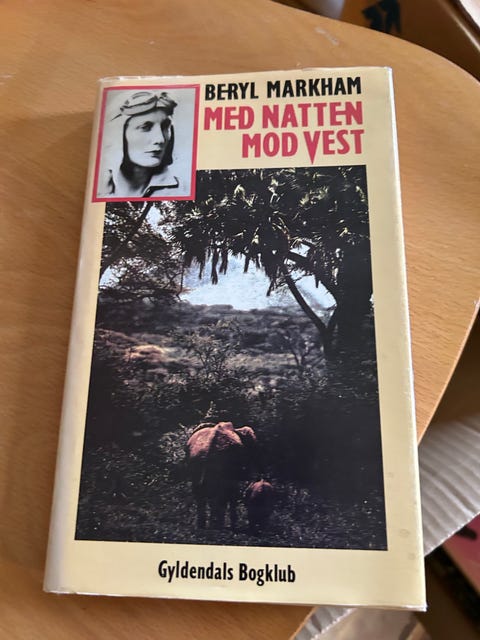 BERYL MARKHAM
MED NATTEN
MOD VEST
Gyldendals Bogklub